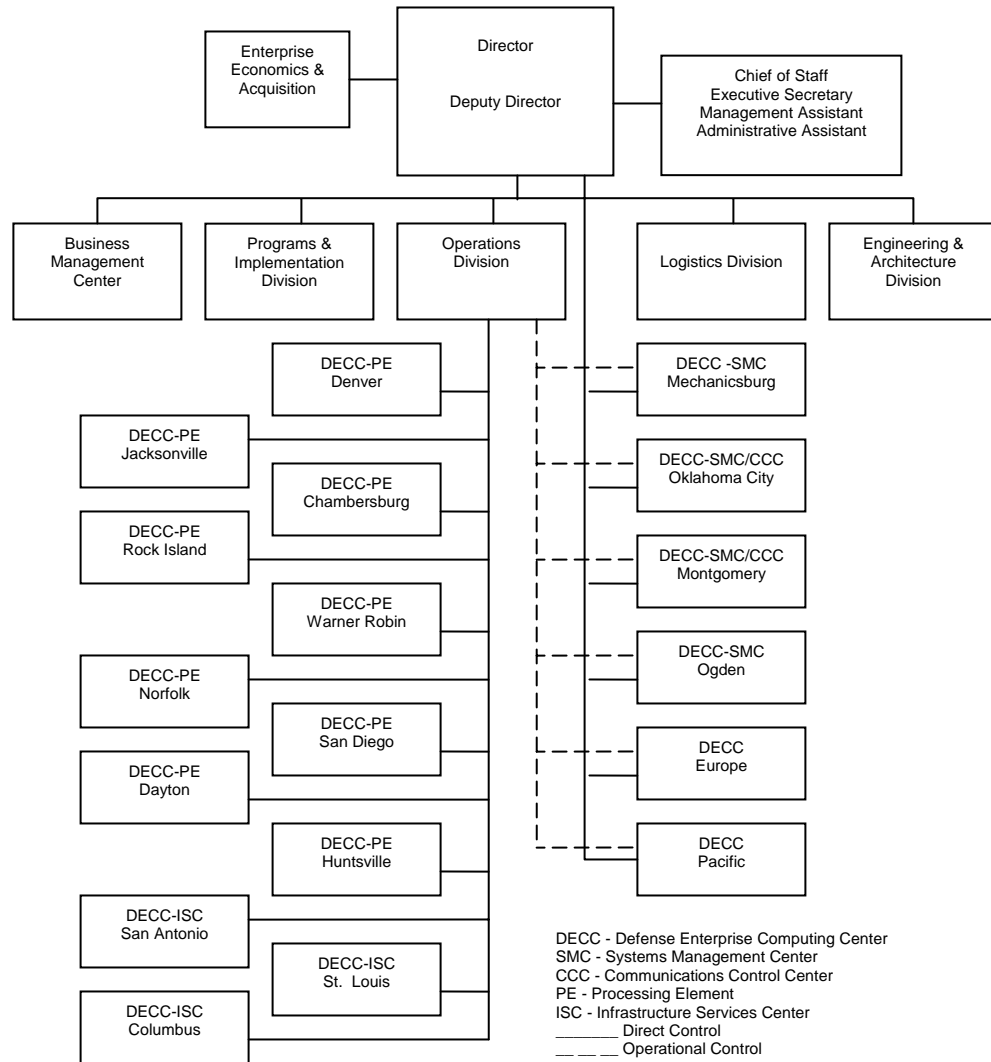 Enterprise
Economics &
Acquisition
Director
Deputy Director
Chief of Staff
Executive Secretary
Management Assistant
Administrative Assistant
Business
Management
Center
Programs &
Implementation
Division
Operations
Division
Logistics Division
Engineering &
Architecture
Division
DECC-PE
Denver
DECC-PE
Jacksonville
DECC-PE
Chambersburg
DECC-PE
Rock Island
DECC-PE
Warner Robin
DECC-PE
Norfolk
DECC-PE
San Diego
DECC-PE
Dayton
DECC-PE
Huntsville
DECC-ISC
San Antonio
DECC-ISC
St. Louis
DECC-ISC
Columbus
DECC -SMC
Mechanicsburg
DECC-SMC/CCC
Oklahoma City
DECC-SMC/CCC
Montgomery
DECC-SMC
Ogden
DECC
Europe
DECC
Pacific
DECC - Defense Enterprise Computing Center
SMC - Systems Management Center
CCC - Communications Control Center
PE - Processing Element
ISC - Infrastructure Services Center
_______ Direct Control
__ __ __ Operational Control